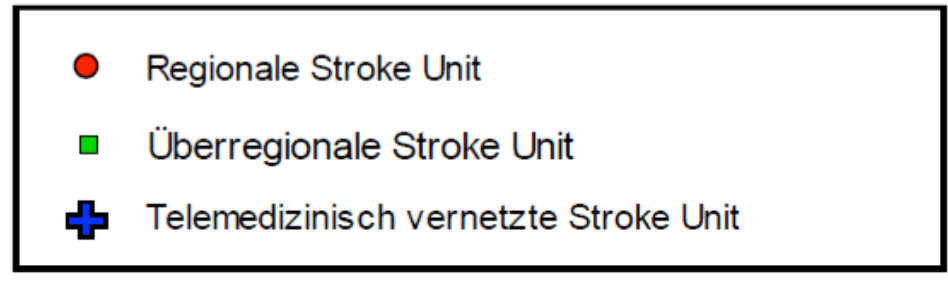 Regionale Stroke Unit
Überregionale Stroke Unit
Telemedizinisch vernetzte Stroke Unit